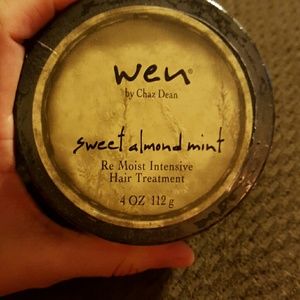 wen®
by Chaz Dean
sweet almond mint
Re Moist Intensive
Hair Treatment
4 OZ 112 g